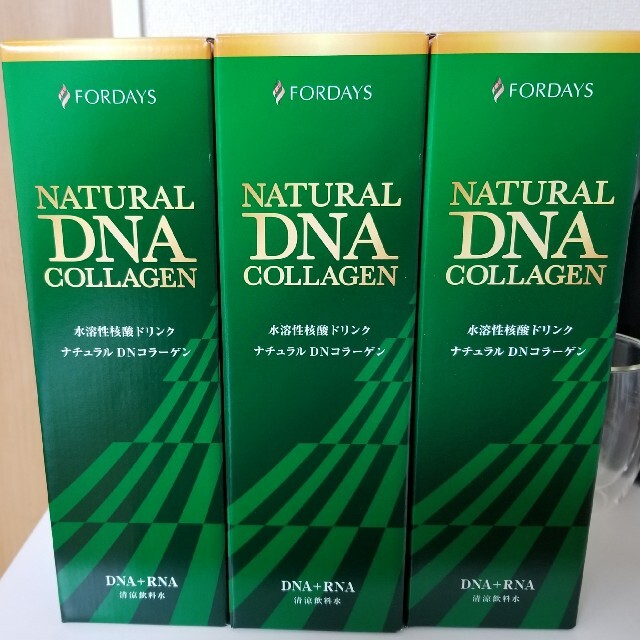 FORDAYS
NATURAL
DNA
COLLAGEN
水溶性核酸ドリンク
ナチュラル DNコラーゲン
DNA+RNA
清涼飲料水
FORDAYS
NATURAL
DNA
COLLAGEN
水溶性核酸ドリンク
ナチュラル DNコラーゲン
DNA+RNA
清涼飲料水
FORDAYS
NATURAL
DNA
COLLAGEN
水溶性核酸ドリンク
ナチュラル DNコラーゲン
DNA+RNA
清涼飲料水